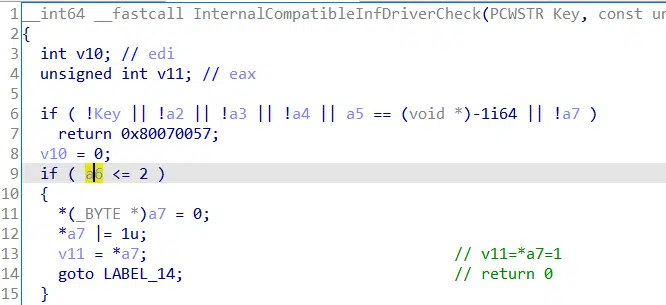 1 __int64 __fastcall InternalCompatibleInfDriverCheck(PCWSTR Key, const un
2 {
3 int v10; // edi
4 unsigned int v11; // eax
5
6 if ( !Key || !a2 || !a3 || !a4 || a5 == (void *)-1i64 || !a7 )
7 return 0x80070057;
8 v10 = 0;
9 if ( a6 <= 2 )
10 {
11 *(_BYTE *)a7 = 0;
12 *a7 |= 1u;
13 v11 = *a7; // v11=*a7=1
14 goto LABEL_14; // return 0
15 }